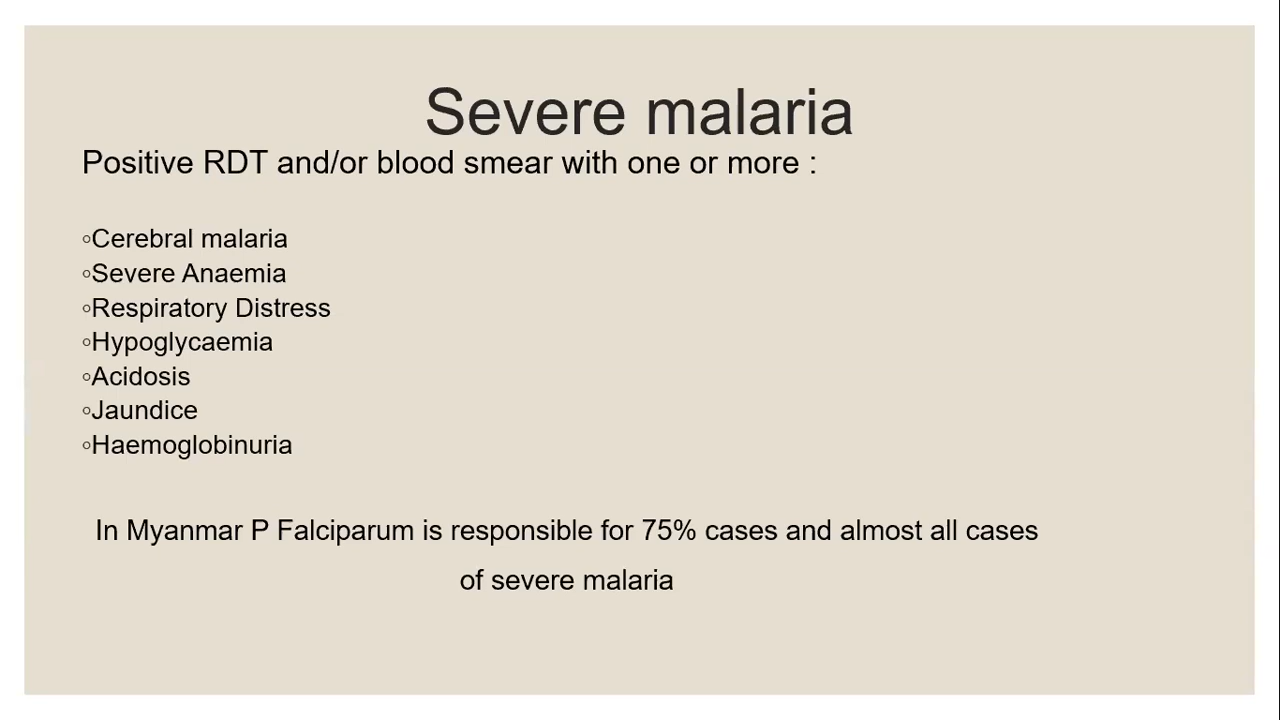 Severe malaria
Positive RDT and/or blood smear with one or more :
◦Cerebral malaria
◦Severe Anaemia
◦Respiratory Distress
◦Hypoglycaemia
◦Acidosis
◦Jaundice
◦Haemoglobinuria
In Myanmar P Falciparum is responsible for 75% cases and almost all cases
of severe malaria